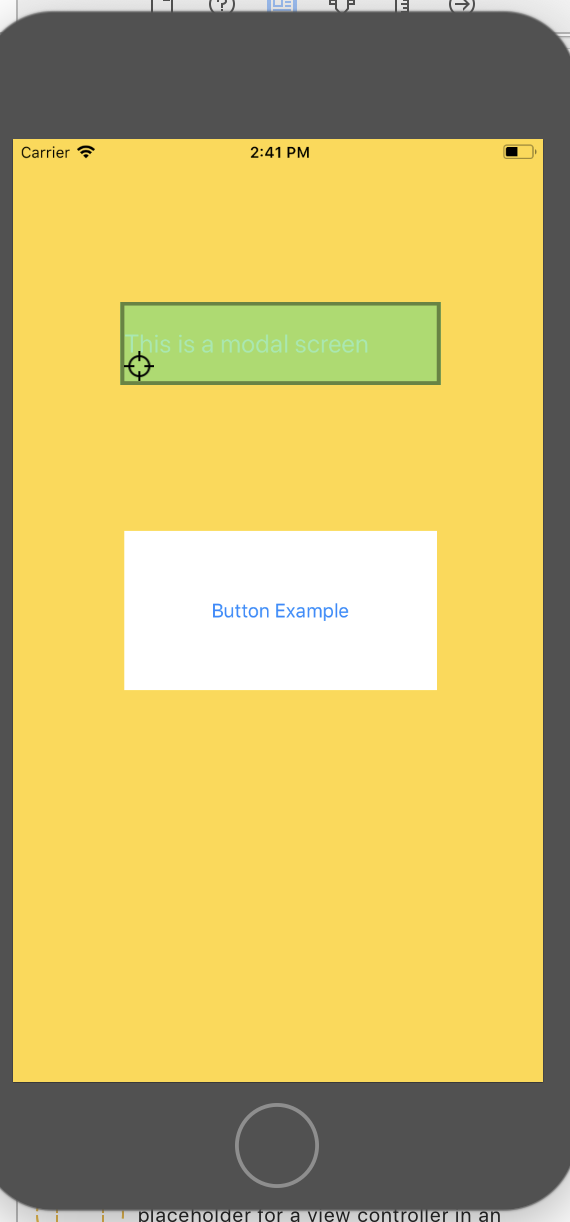 Carrier
2:41 PM
This is a modal screen
Button Example
placeholder for a view controller in an